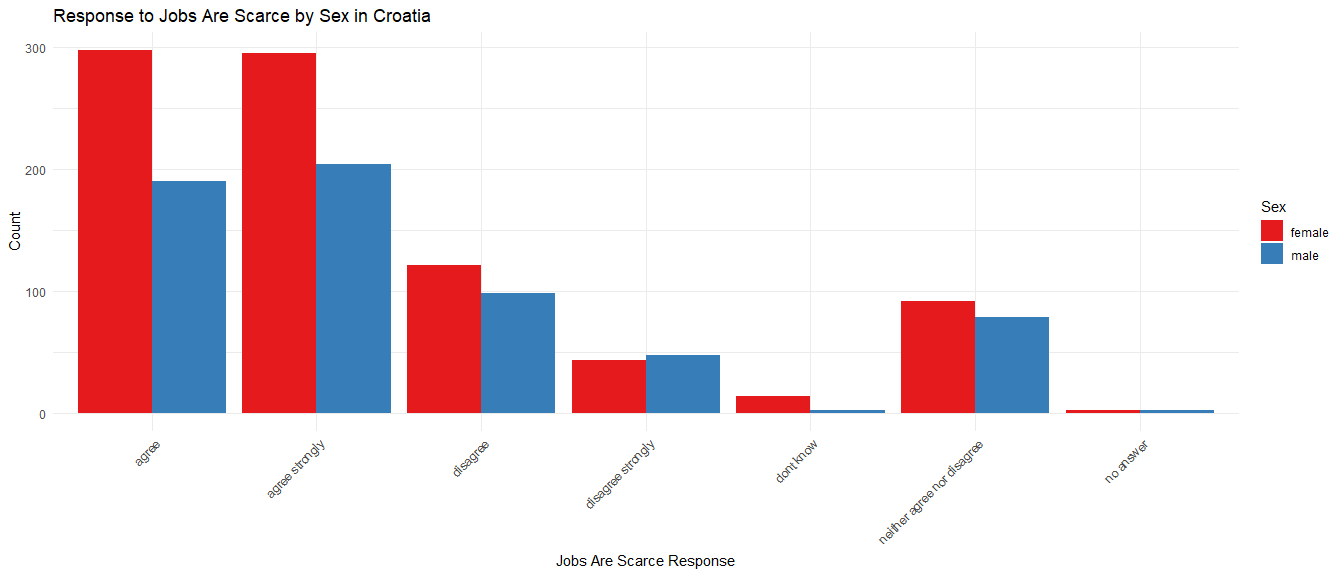 Response to Jobs Are Scarce by Sex in Croatia
Count
300
200
100
0
agree
agree strongly
disagree
disagree strongly
dont know
neither agree nor disagree
no answer
Jobs Are Scarce Response
Sex
female
male